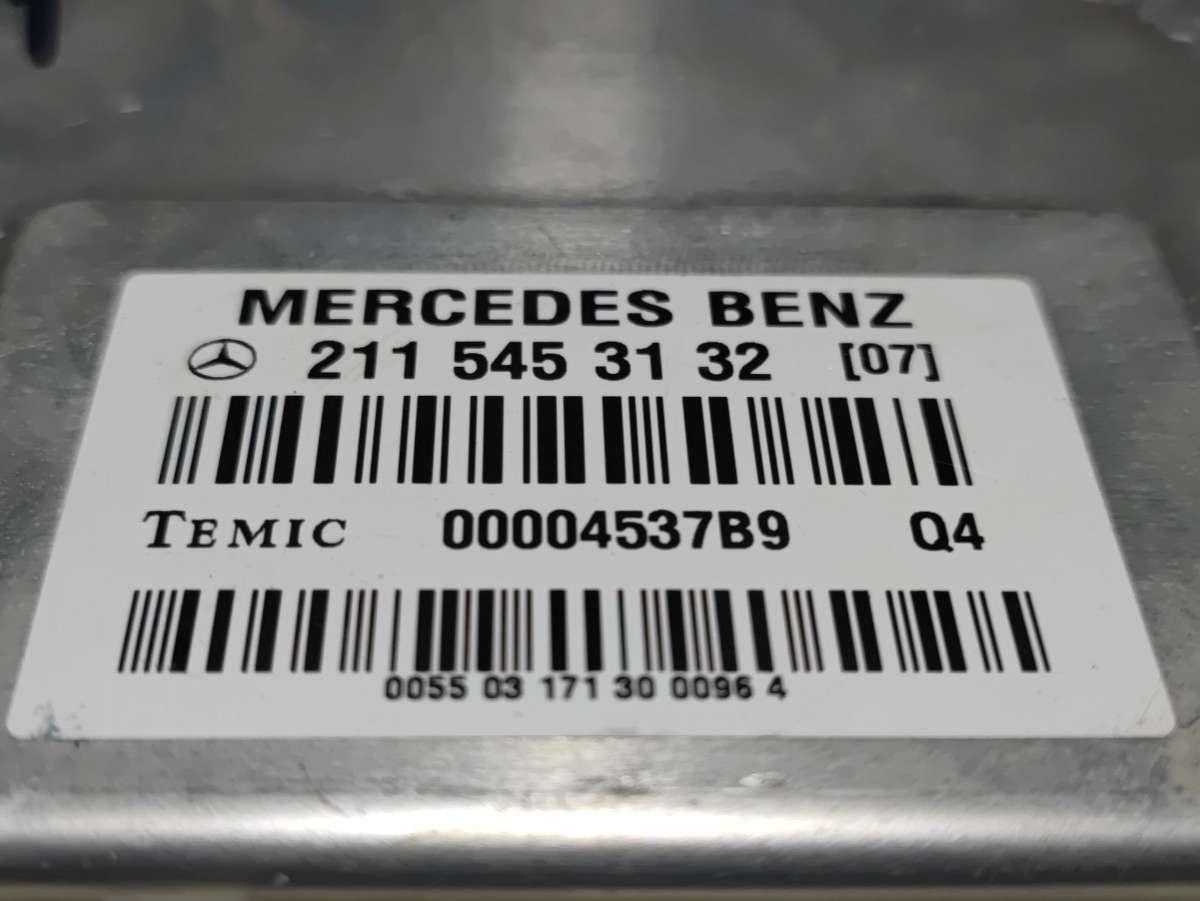 MERCEDES BENZ
211 545 31 32 [07]
TEMIC 00004537B9 Q4
0055 03 171 30 0096 4